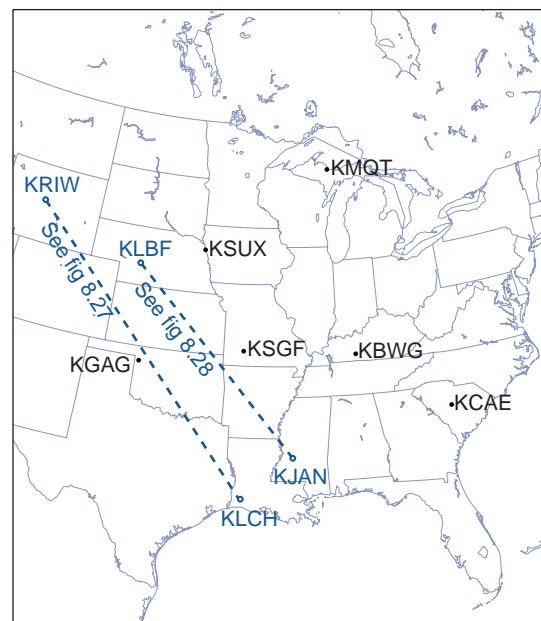 KMQT
KRIW
KLBF
KSUX
See fig 8.27
See fig 8.28
KSGF
KBWG
KGAG
KCAE
KJAN
KLCH